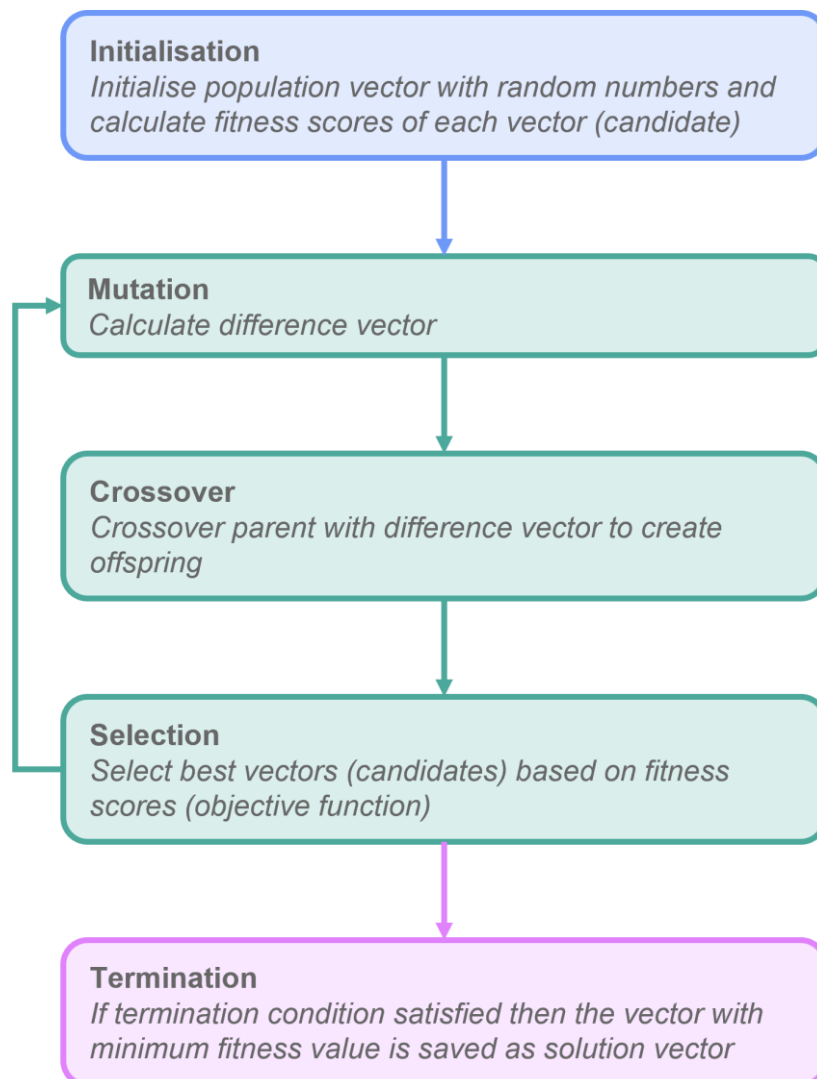 Initialisation
Initialise population vector with random numbers and
calculate fitness scores of each vector (candidate)
Mutation
Calculate difference vector
Crossover
Crossover parent with difference vector to create
offspring
Selection
Select best vectors (candidates) based on fitness
scores (objective function)
Termination
If termination condition satisfied then the vector with
minimum fitness value is saved as solution vector